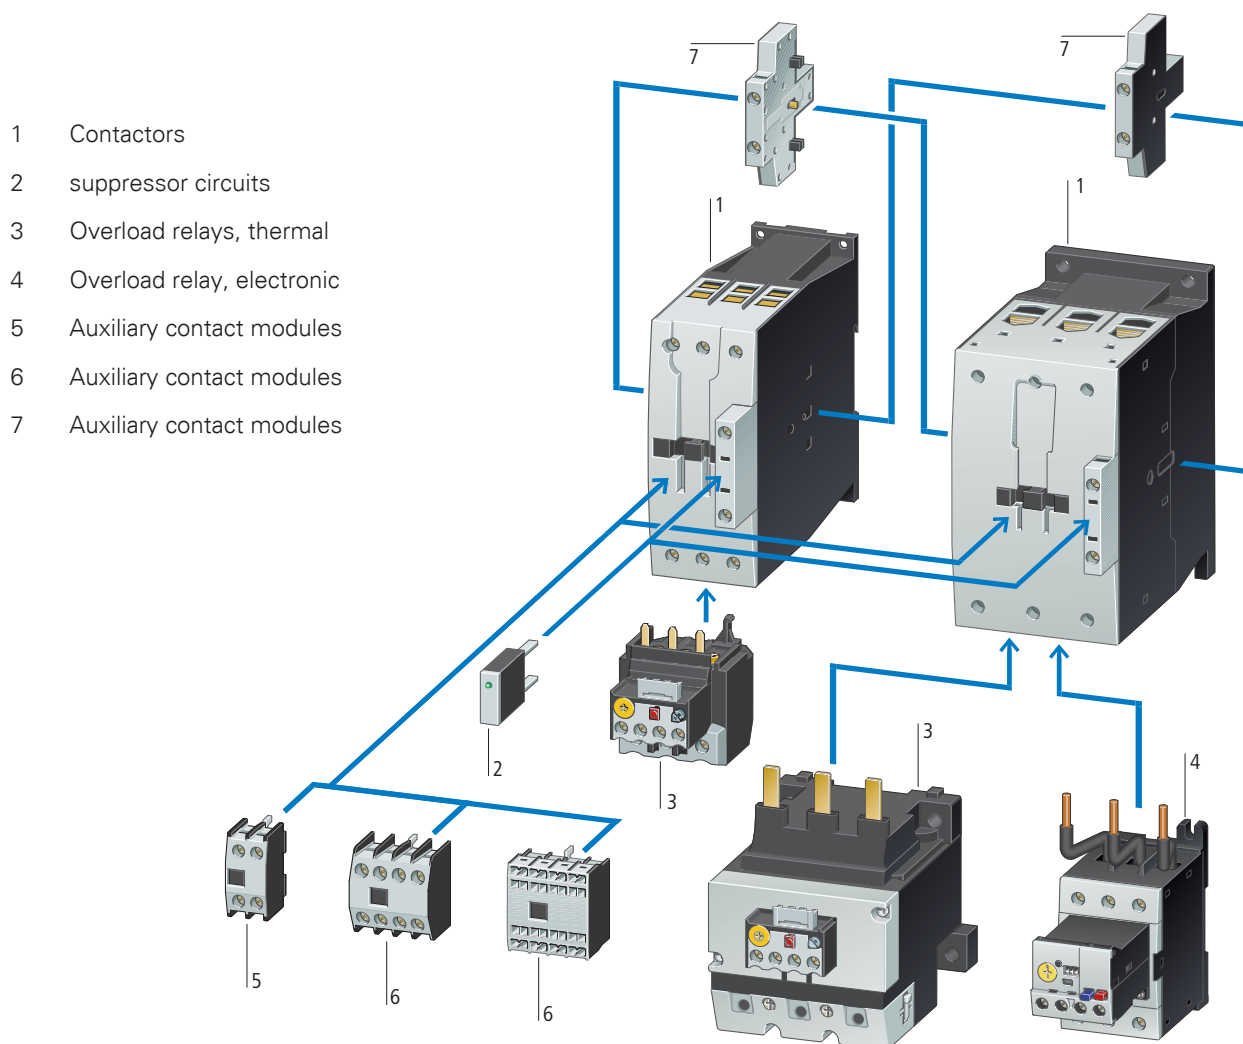 1 Contactors
2 suppressor circuits
3 Overload relays, thermal
4 Overload relay, electronic
5 Auxiliary contact modules
6 Auxiliary contact modules
7 Auxiliary contact modules
7
7
1
1
2
3
3
4
5
6
6